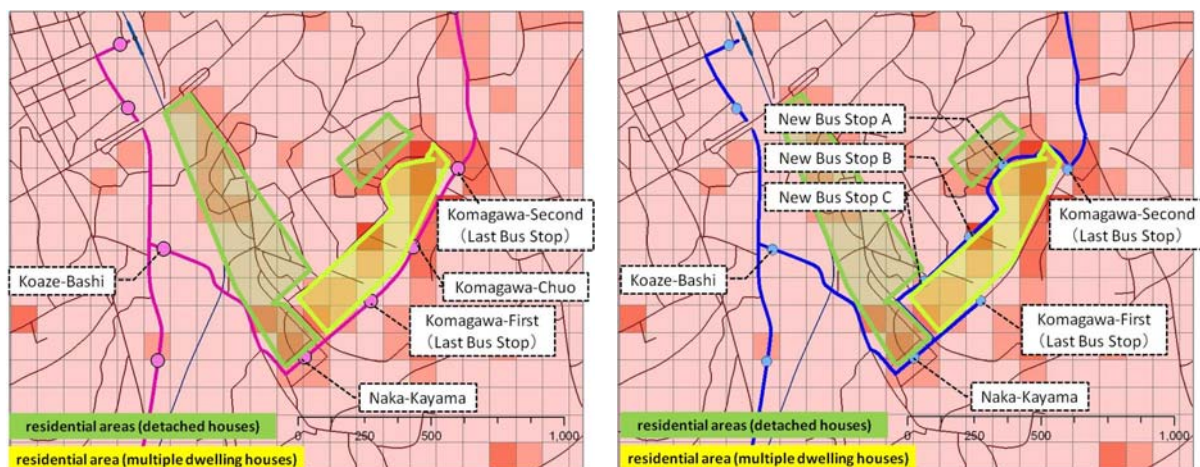 Komagawa-Second
(Last Bus Stop)
Koaze-Bashi
Komagawa-Chuo
Komagawa-First
(Last Bus Stop)
Naka-Kayama
residential areas (detached houses)
0 250 500 1,000
residential area (multiple dwelling houses)
New Bus Stop A
New Bus Stop B
New Bus Stop C
Komagawa-Second
(Last Bus Stop)
Koaze-Bashi
Komagawa-First
(Last Bus Stop)
Naka-Kayama
residential areas (detached houses)
0 250 500 1,000
residential area (multiple dwelling houses)